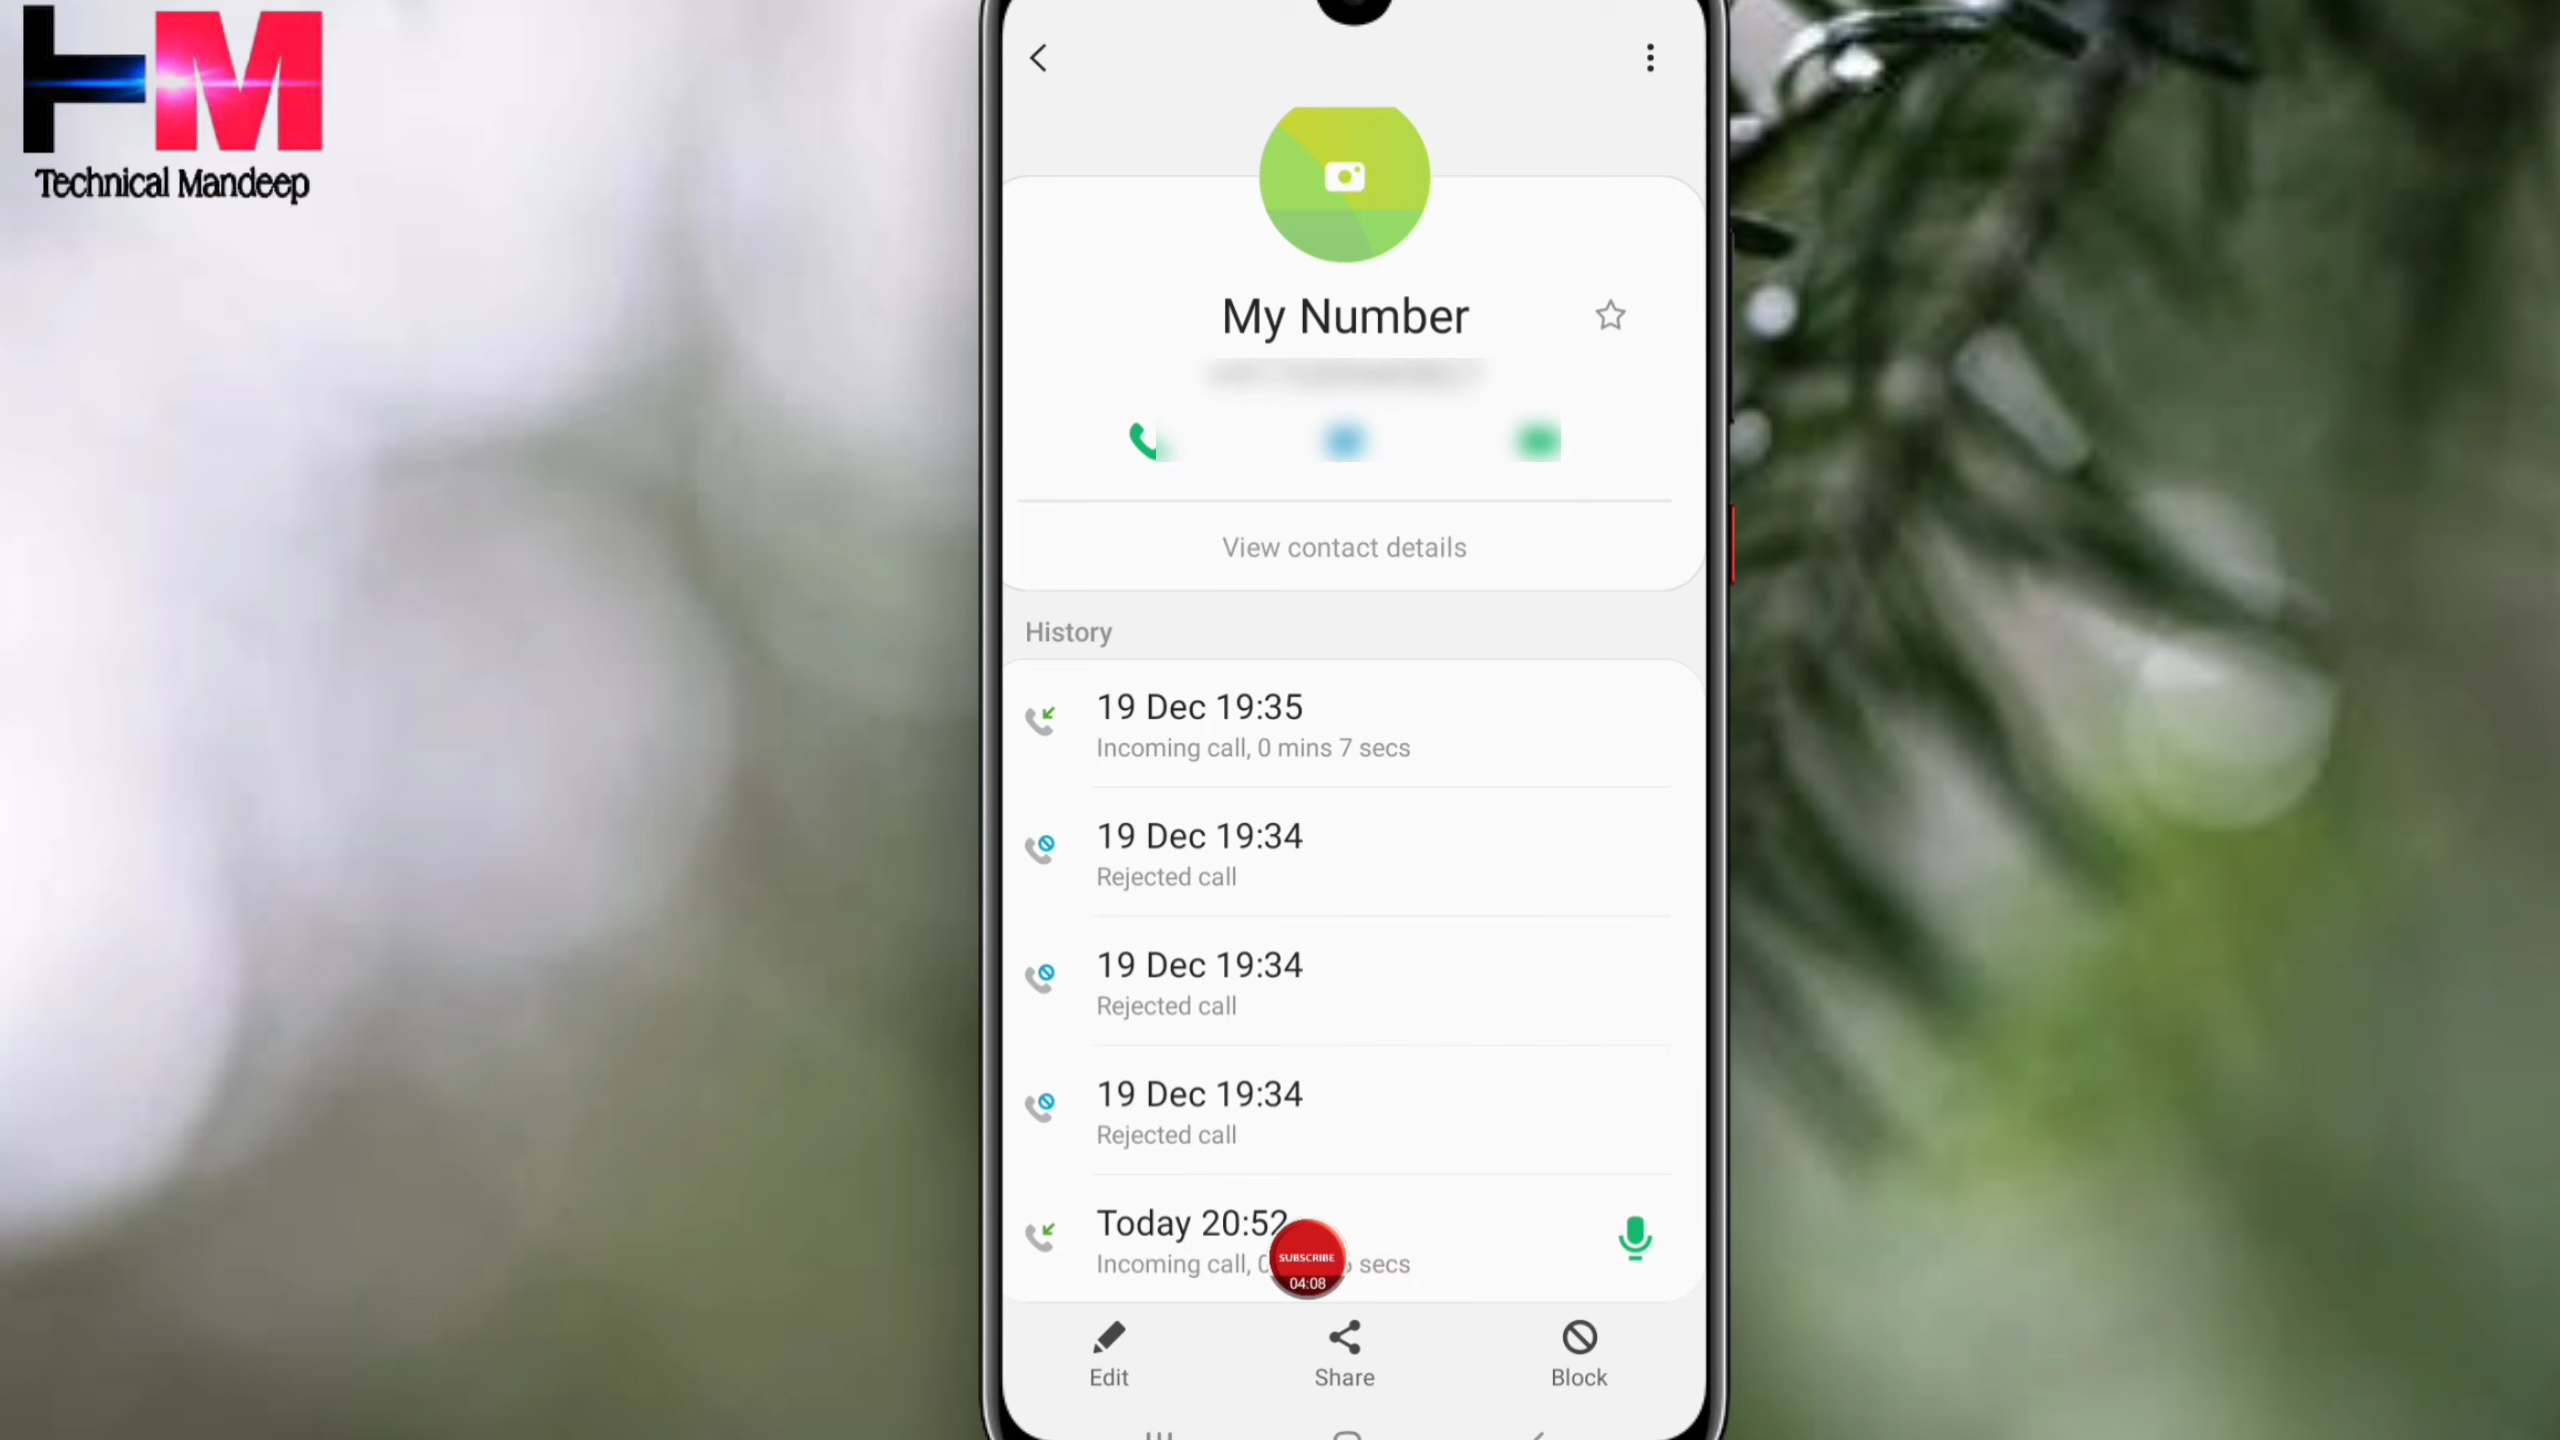 HM
Technical Mandeep
My Number
View contact details
History
19 Dec 19:35
Incoming call, 0 mins 7 secs
19 Dec 19:34
Rejected call
19 Dec 19:34
Rejected call
19 Dec 19:34
Rejected call
Today 20:52
Incoming call, secs
SUBSCRIBE
04:08
Edit
Share
Block